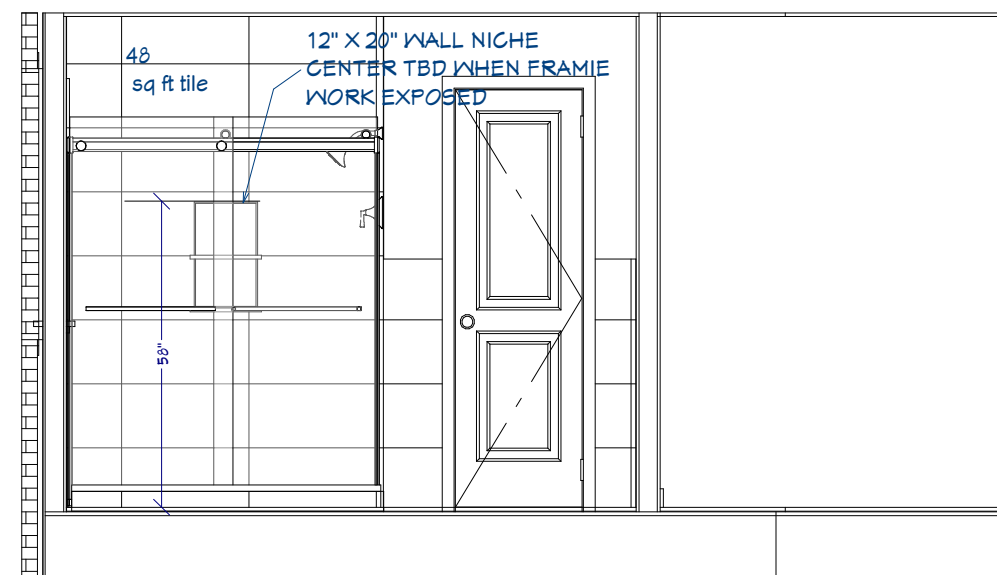 48
sq ft tile
12" X 20" WALL NICHE
CENTER TBD WHEN FRAMIE
WORK EXPOSED
58"